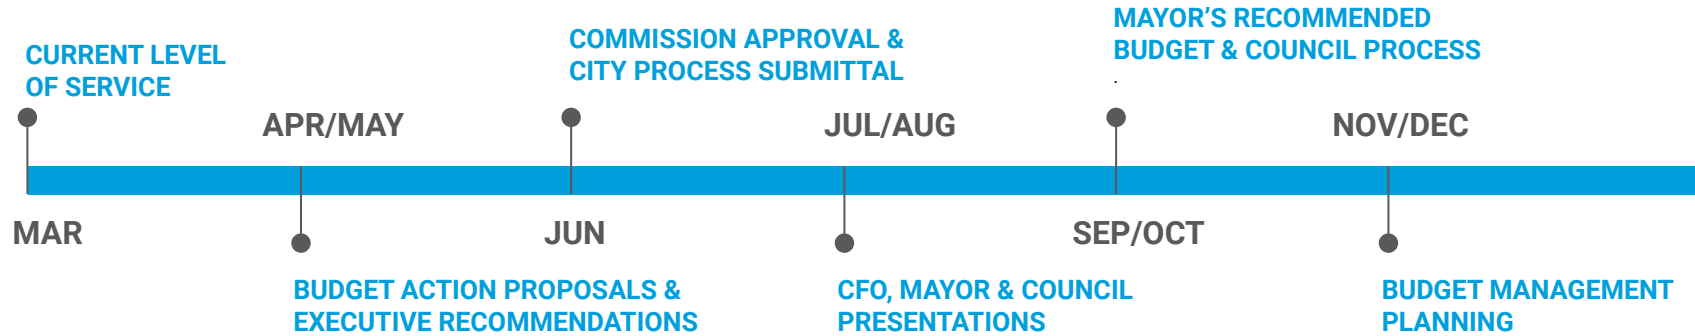 CURRENT LEVEL
OF SERVICE
COMMISSION APPROVAL &
CITY PROCESS SUBMITTAL
MAYOR’S RECOMMENDED
BUDGET & COUNCIL PROCESS
.
APR/MAY
JUL/AUG
NOV/DEC
MAR
JUN
SEP/OCT
BUDGET ACTION PROPOSALS &
EXECUTIVE RECOMMENDATIONS
CFO, MAYOR & COUNCIL
PRESENTATIONS
BUDGET MANAGEMENT
PLANNING